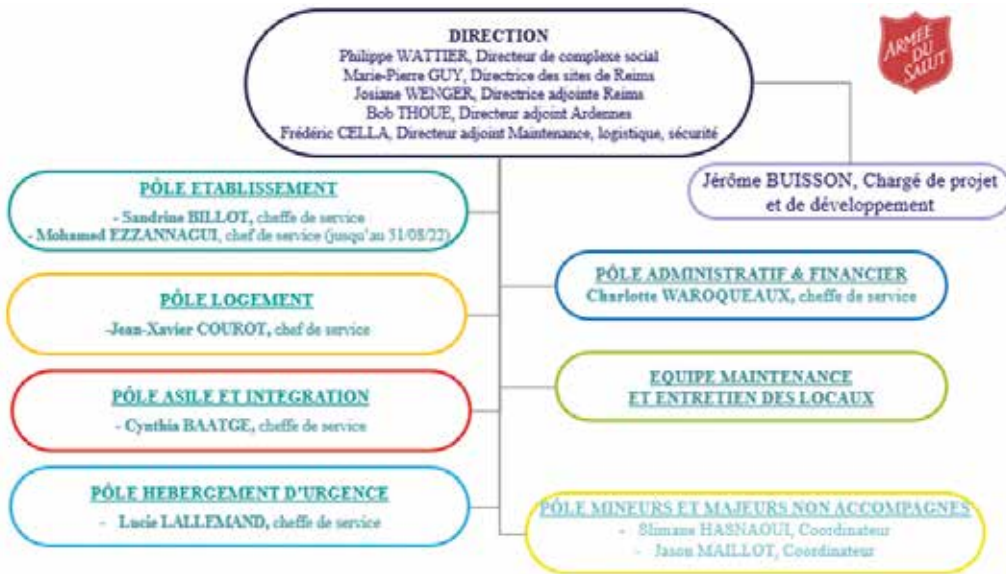 DIRECTION
Philippe WATTIER, Directeur de complexe social
Marie-Pierre GUY, Directrice des sites de Reims
Josiane WENGER, Directrice adjointe Reims
Bob THOUE, Directeur adjoint Ardennes
Frédéric CELLA, Directeur adjoint Maintenance, logistique, sécurité
ARMÉE
DU
SALUT
Jérôme BUISSON, Chargé de projet
et de développement
PÔLE ETABLISSEMENT
- Sandrine BILLOT, cheffe de service
- Mohamed EZZANNAGUI, chef de service (jusqu'au 31/08/22)
PÔLE LOGEMENT
-Jean-Xavier COUROT, chef de service
PÔLE ASILE ET INTEGRATION
- Cynthia BAATGE, cheffe de service
PÔLE HEBERGEMENT D'URGENCE
- Lucie LALLEMAND, cheffe de service
PÔLE ADMINISTRATIF & FINANCIER
Charlotte WAROQUEAUX, cheffe de service
EQUIPE MAINTENANCE
ET ENTRETIEN DES LOCAUX
PÔLE MINEURS ET MAJEURS NON ACCOMPAGNES
- Slimane HASNAOUI, Coordinateur
- Jason MAILLOT, Coordinateur